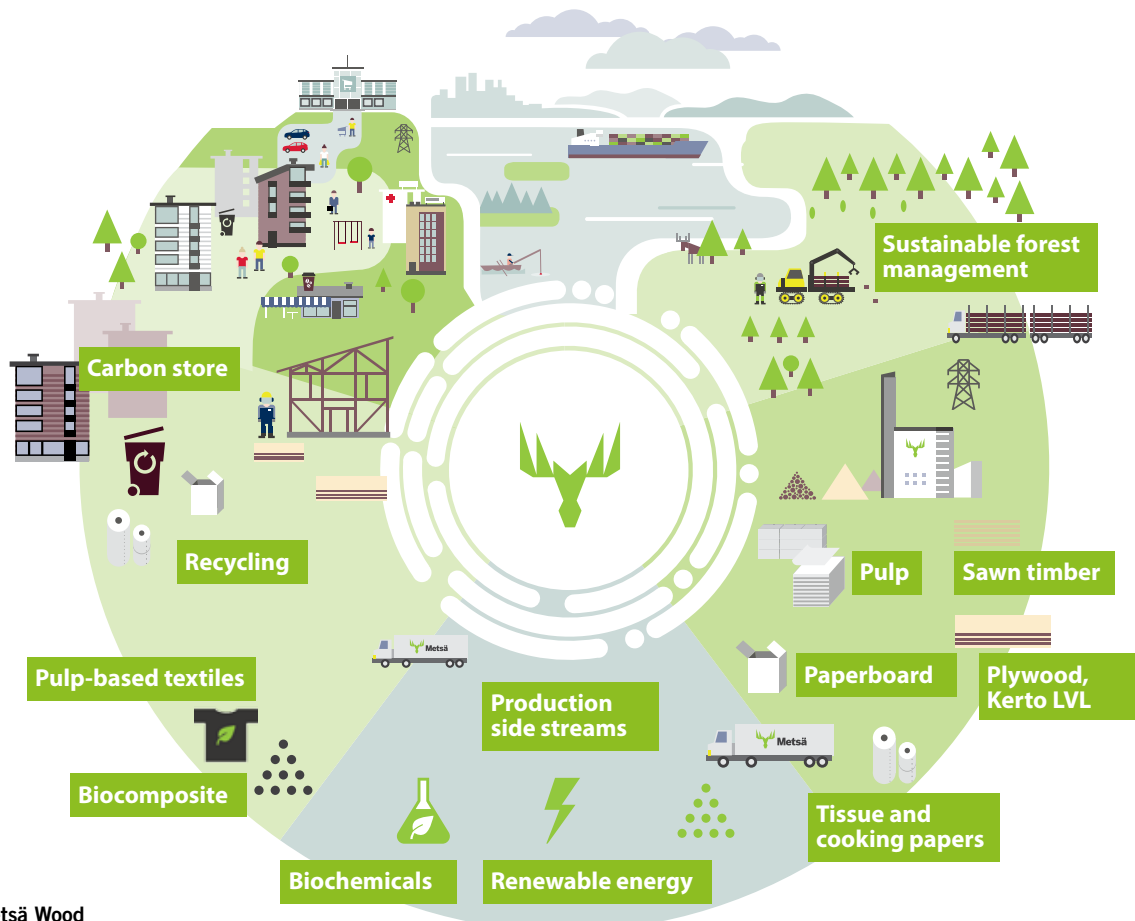 Sustainable forest
management
Carbon store
Recycling
Pulp
Sawn timber
Metsä
Pulp-based textiles
Paperboard
Plywood,
Kerto LVL
Production
side streams
Metsä
Biocomposite
Tissue and
cooking papers
Biochemicals
Renewable energy
Wood